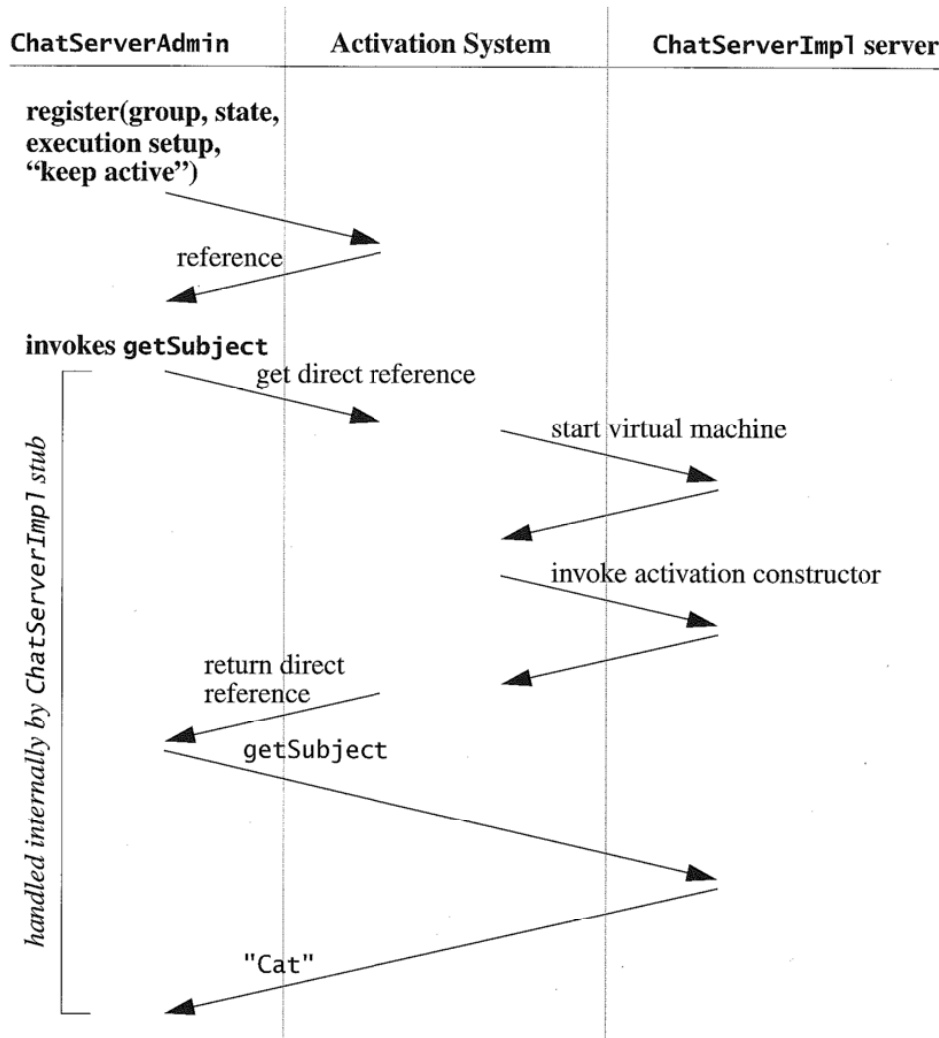 ChatServerAdmin
Activation System
ChatServerImpl server
register(group, state,
execution setup,
“keep active”)
reference
invokes getSubject
get direct reference
start virtual machine
handled internally by ChatServerImpl stub
invoke activation constructor
return direct
reference
getSubject
"Cat"